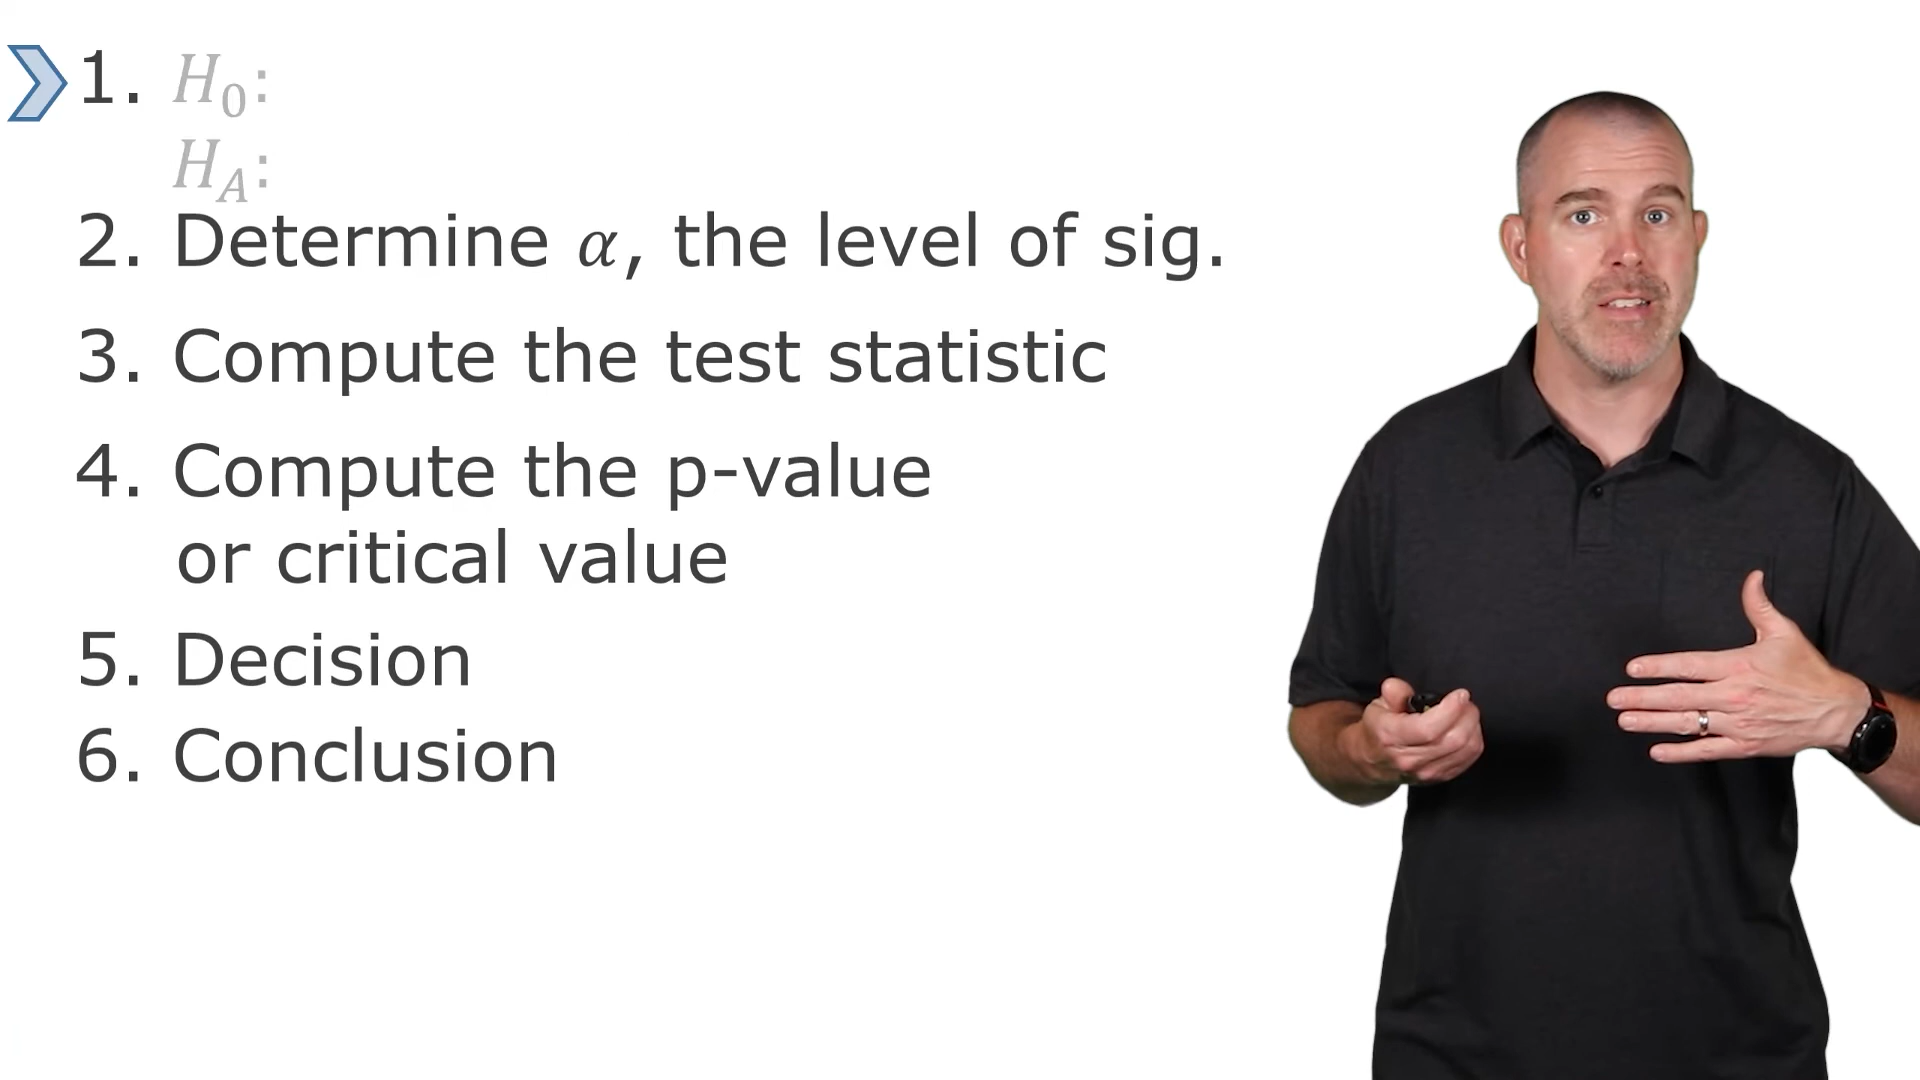 1. H₀:
H_A:
2. Determine α, the level of sig.
3. Compute the test statistic
4. Compute the p-value
or critical value
5. Decision
6. Conclusion